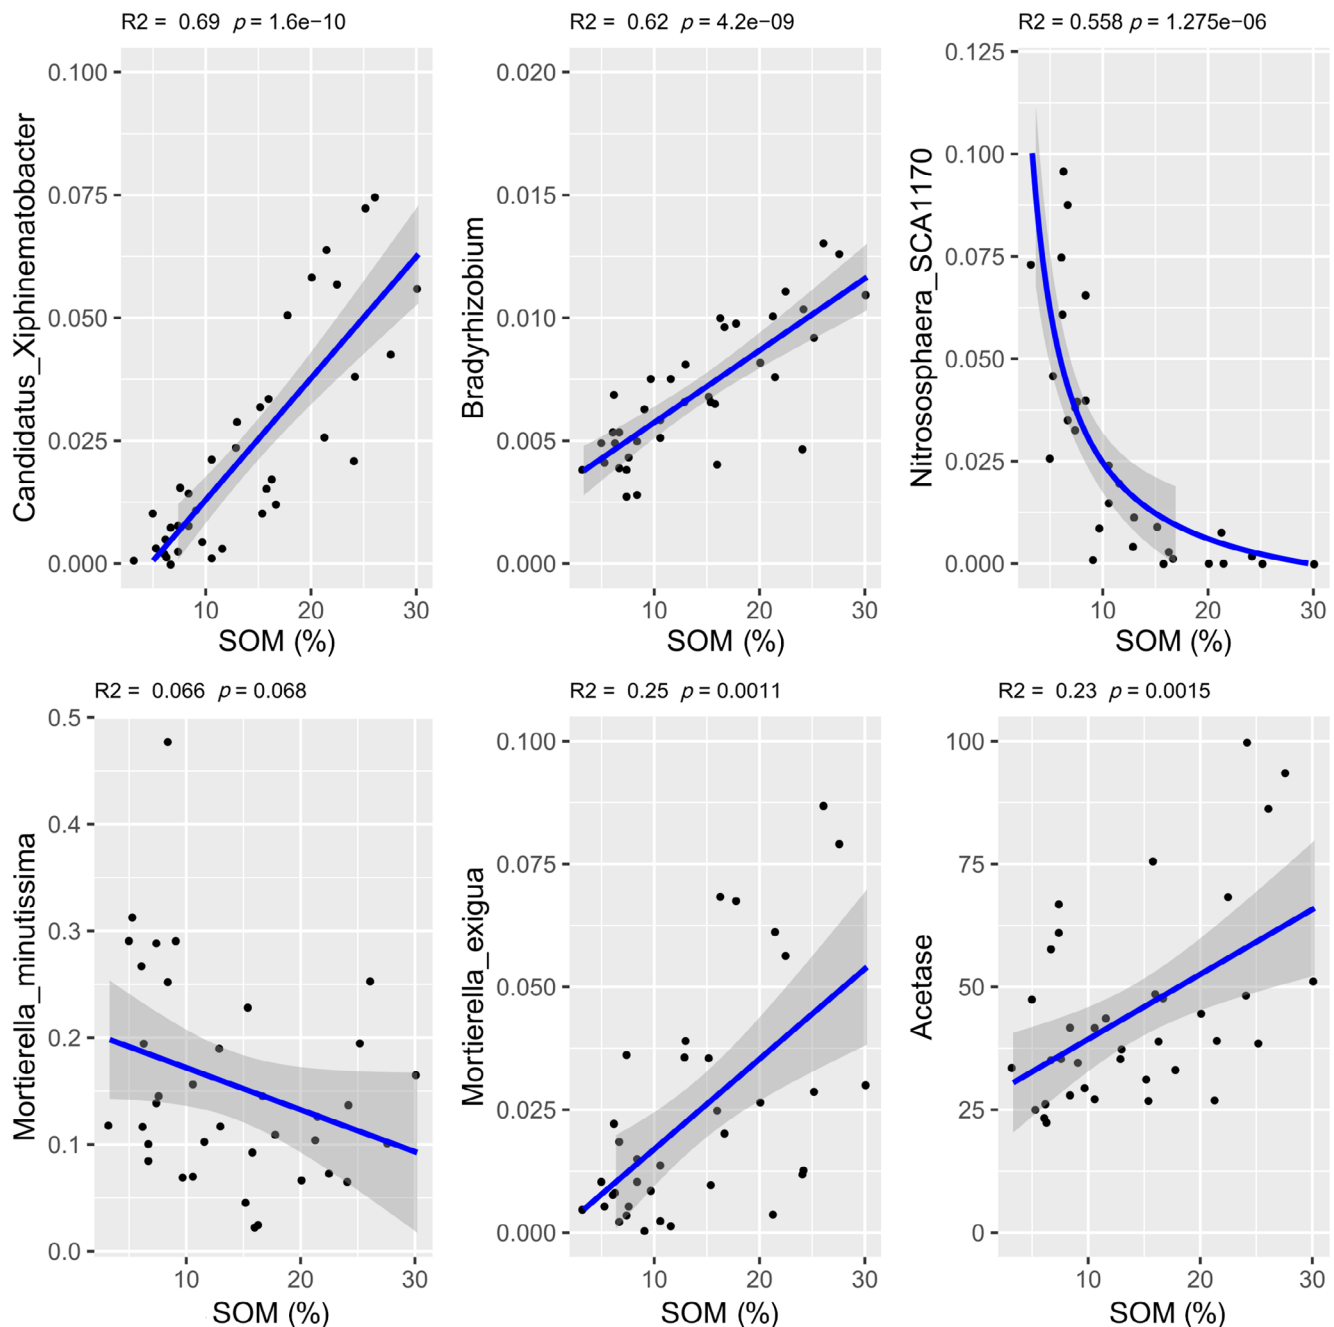 R2 = 0.69 p = 1.6e−10
0.100
0.075
0.050
0.025
0.000
Candidatus_Xiphinematobacter
10 20 30
SOM (%)
R2 = 0.62 p = 4.2e−09
0.020
0.015
0.010
0.005
0.000
Bradyrhizobium
10 20 30
SOM (%)
R2 = 0.558 p = 1.275e−06
0.125
0.100
0.075
0.050
0.025
0.000
Nitrososphaera_SCA1170
10 20 30
SOM (%)
R2 = 0.066 p = 0.068
0.5
0.4
0.3
0.2
0.1
0.0
Mortierella_minutissima
10 20 30
SOM (%)
R2 = 0.25 p = 0.0011
0.100
0.075
0.050
0.025
0.000
Mortierella_exigua
10 20 30
SOM (%)
R2 = 0.23 p = 0.0015
100
75
50
25
0
Acetase
10 20 30
SOM (%)